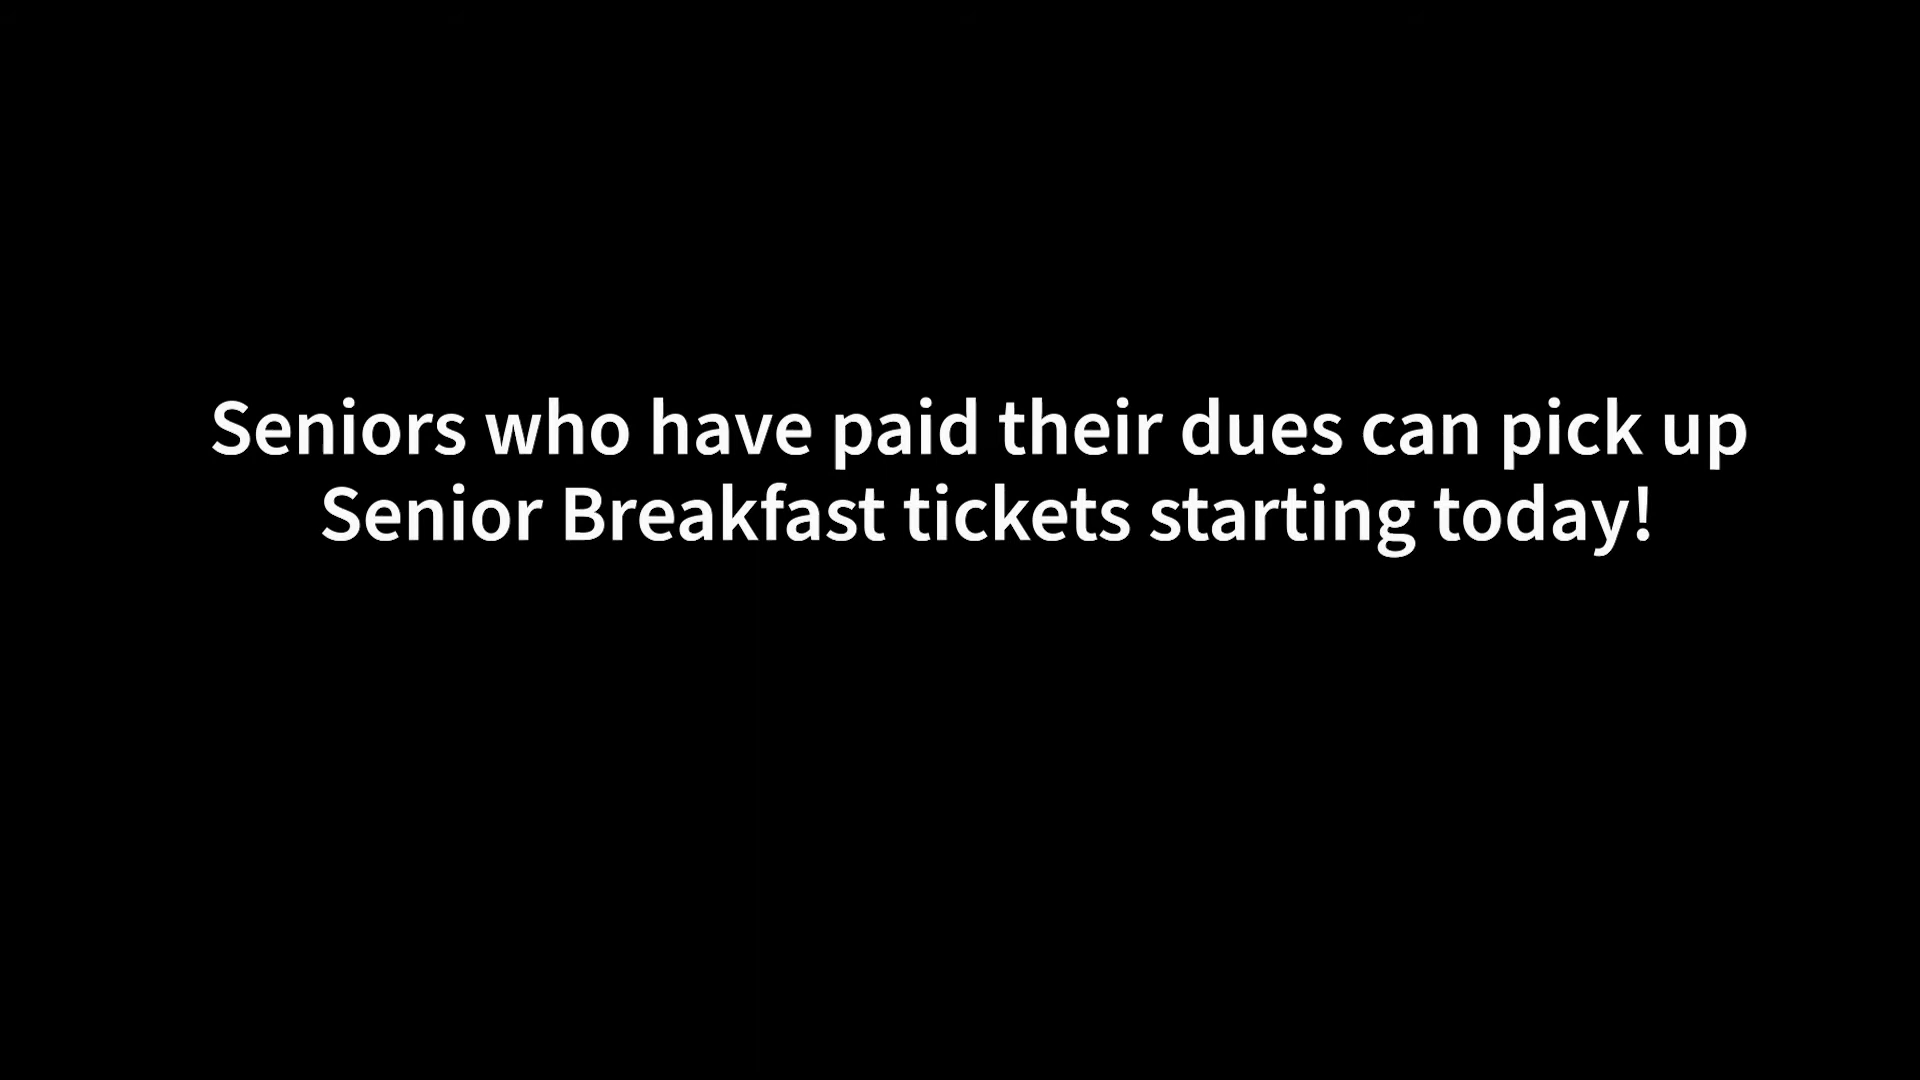 Seniors who have paid their dues can pick up
Senior Breakfast tickets starting today!